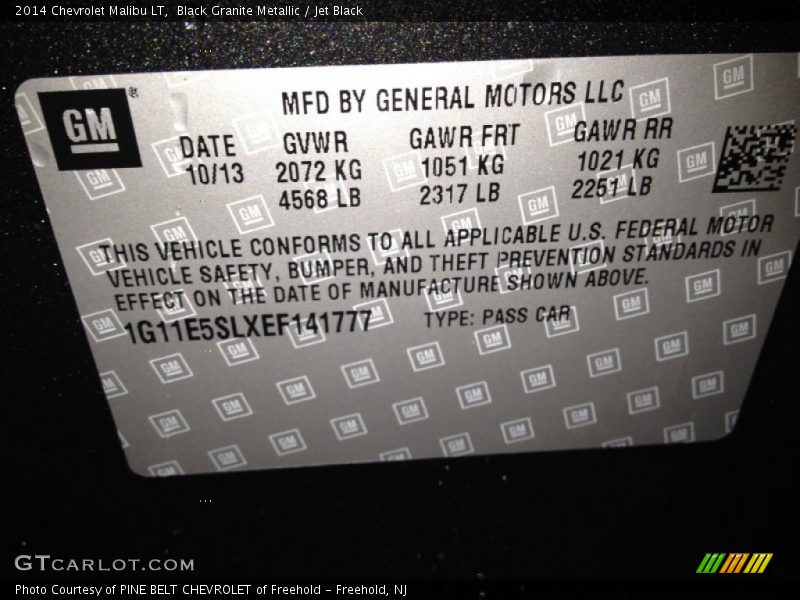 2014 Chevrolet Malibu LT, Black Granite Metallic / Jet Black
GM®
MFD BY GENERAL MOTORS LLC
DATE GVWR GAWR FRT GAWR RR
10/13 2072 KG 1051 KG 1021 KG
4568 LB 2317 LB 2251 LB
THIS VEHICLE CONFORMS TO ALL APPLICABLE U.S. FEDERAL MOTOR
VEHICLE SAFETY, BUMPER, AND THEFT PREVENTION STANDARDS IN
EFFECT ON THE DATE OF MANUFACTURE SHOWN ABOVE.
1G11E5SLXEF141777 TYPE: PASS CAR
GTCARLOT.COM
Photo Courtesy of PINE BELT CHEVROLET of Freehold - Freehold, NJ